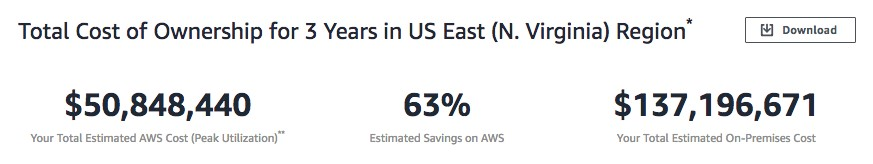 Total Cost of Ownership for 3 Years in US East (N. Virginia) Region*
Download
$50,848,440
Your Total Estimated AWS Cost (Peak Utilization)**
63%
Estimated Savings on AWS
$137,196,671
Your Total Estimated On-Premises Cost